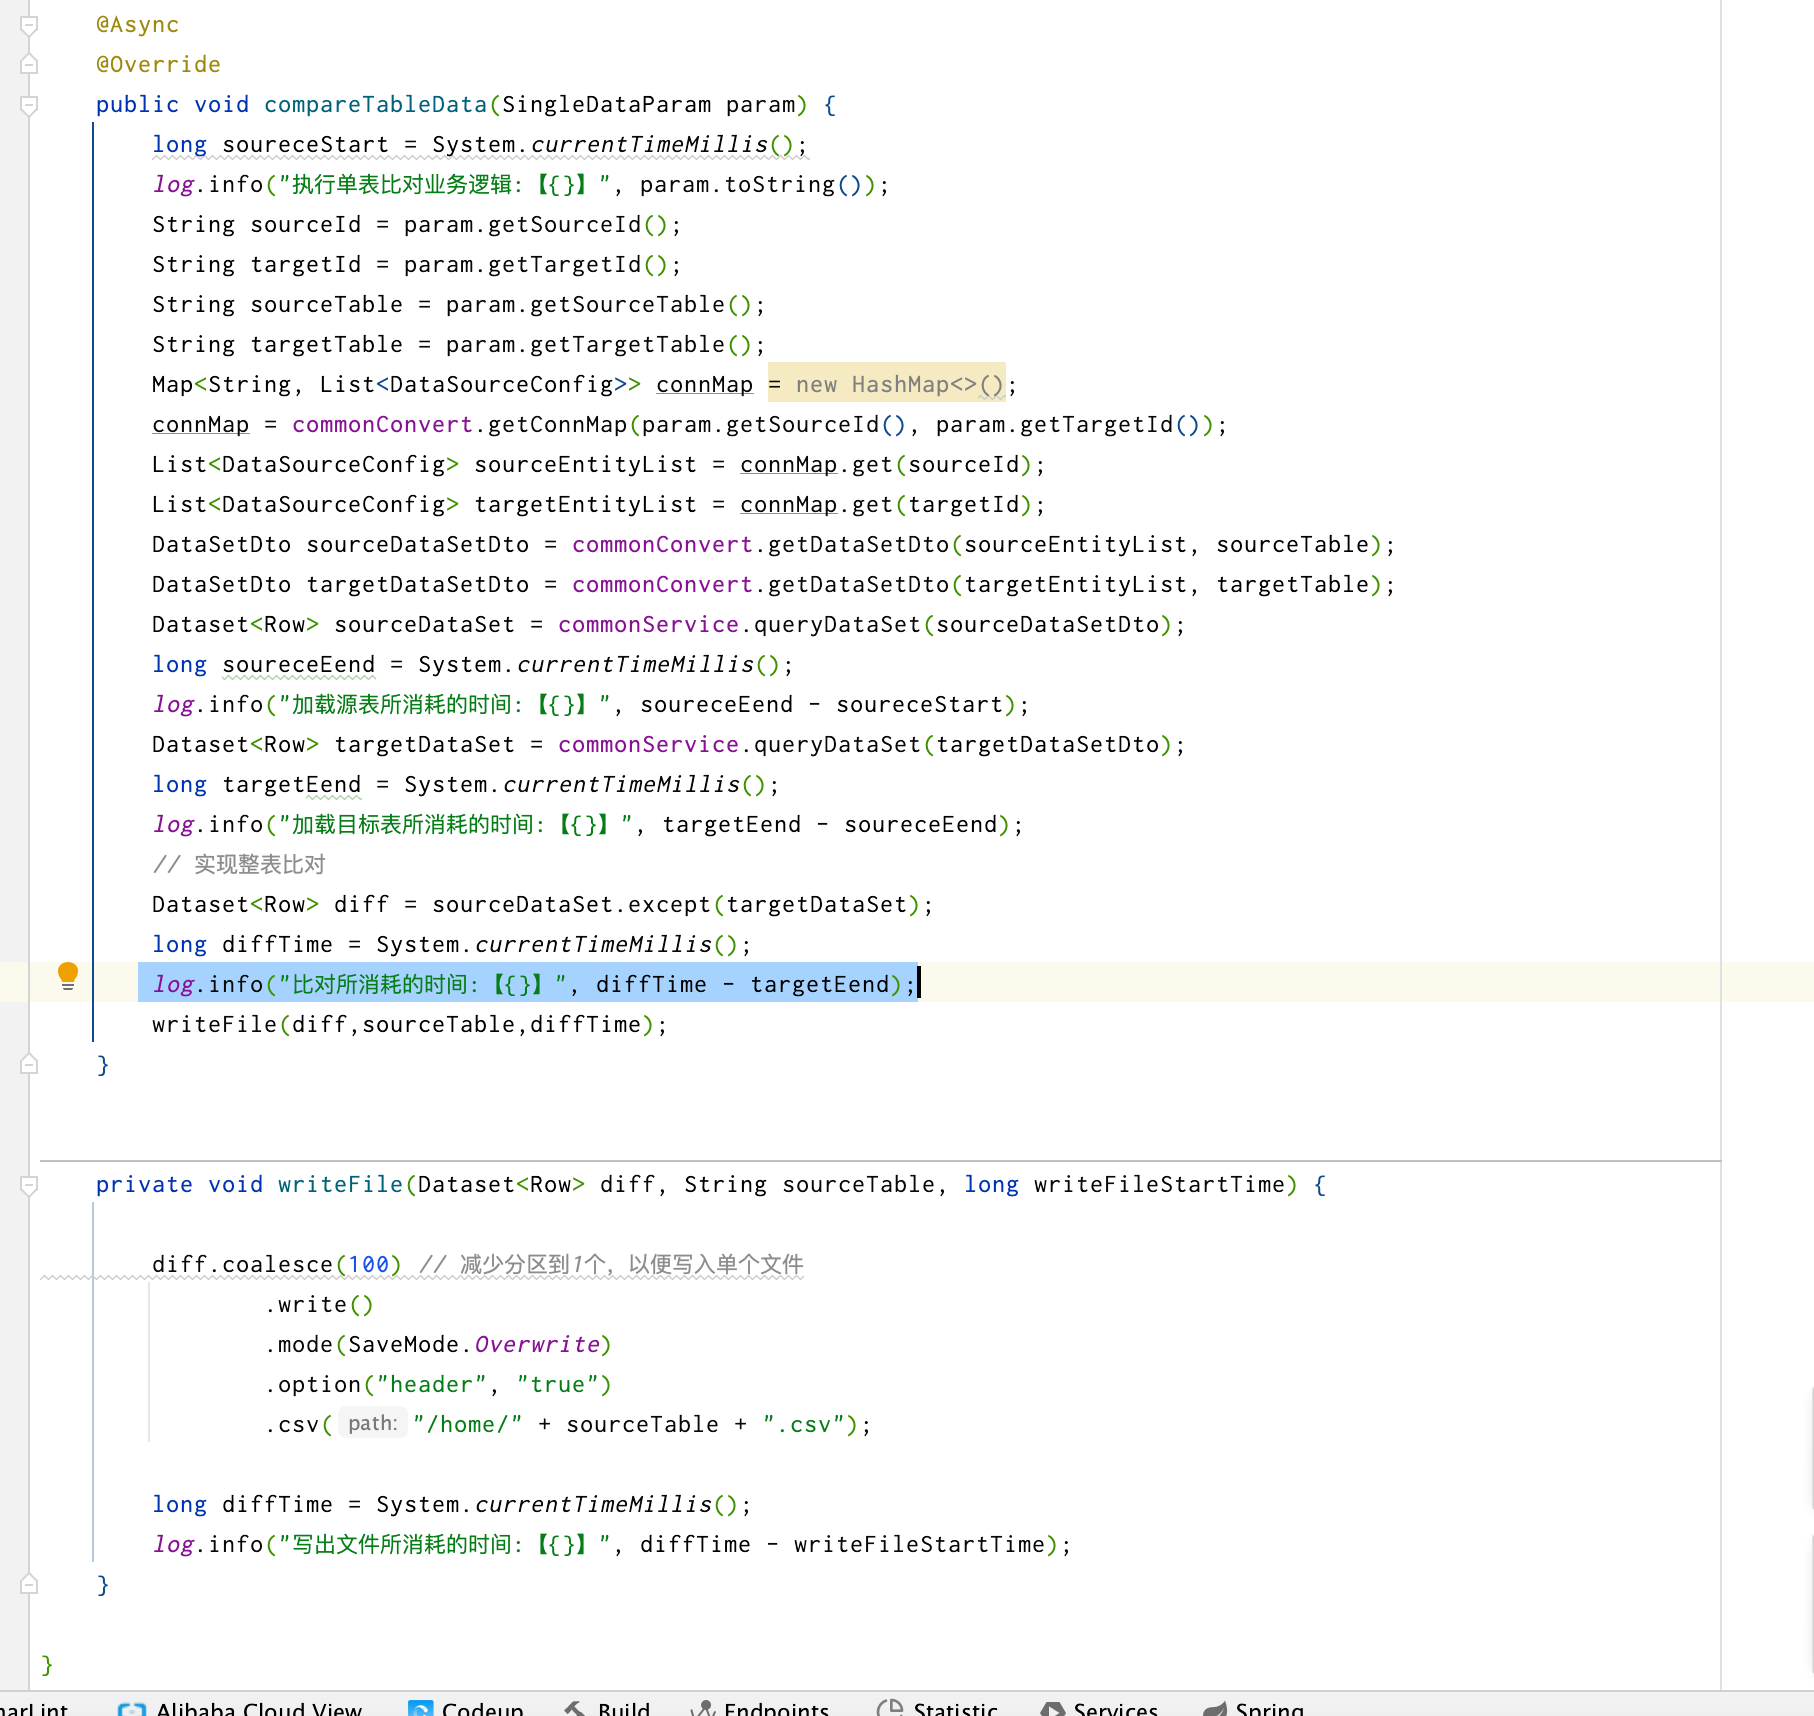 @Async
@Override
public void compareTableData(SingleDataParam param) {
long soureceStart = System.currentTimeMillis();
log.info("执行单表比对业务逻辑:【{}】", param.toString());
String sourceId = param.getSourceId();
String targetId = param.getTargetId();
String sourceTable = param.getSourceTable();
String targetTable = param.getTargetTable();
Map<String, List<DataSourceConfig>> connMap = new HashMap<>();
connMap = commonConvert.getConnMap(param.getSourceId(), param.getTargetId());
List<DataSourceConfig> sourceEntityList = connMap.get(sourceId);
List<DataSourceConfig> targetEntityList = connMap.get(targetId);
DataSetDto sourceDataSetDto = commonConvert.getDataSetDto(sourceEntityList, sourceTable);
DataSetDto targetDataSetDto = commonConvert.getDataSetDto(targetEntityList, targetTable);
Dataset<Row> sourceDataSet = commonService.queryDataSet(sourceDataSetDto);
long soureceEend = System.currentTimeMillis();
log.info("加载源表所消耗的时间:【{}】", soureceEend - soureceStart);
Dataset<Row> targetDataSet = commonService.queryDataSet(targetDataSetDto);
long targetEend = System.currentTimeMillis();
log.info("加载目标表所消耗的时间:【{}】", targetEend - soureceEend);
// 实现整表比对
Dataset<Row> diff = sourceDataSet.except(targetDataSet);
long diffTime = System.currentTimeMillis();
log.info("比对所消耗的时间:【{}】", diffTime - targetEend);
writeFile(diff,sourceTable,diffTime);
}
private void writeFile(Dataset<Row> diff, String sourceTable, long writeFileStartTime) {
diff.coalesce(100) // 减少分区到1个，以便写入单个文件
.write()
.mode(SaveMode.Overwrite)
.option("header", "true")
.csv( path: "/home/" + sourceTable + ".csv");
long diffTime = System.currentTimeMillis();
log.info("写出文件所消耗的时间:【{}】", diffTime - writeFileStartTime);
}
}
narLint Alibaba Cloud View Codeup Build Endpoints Statistic Services Spring